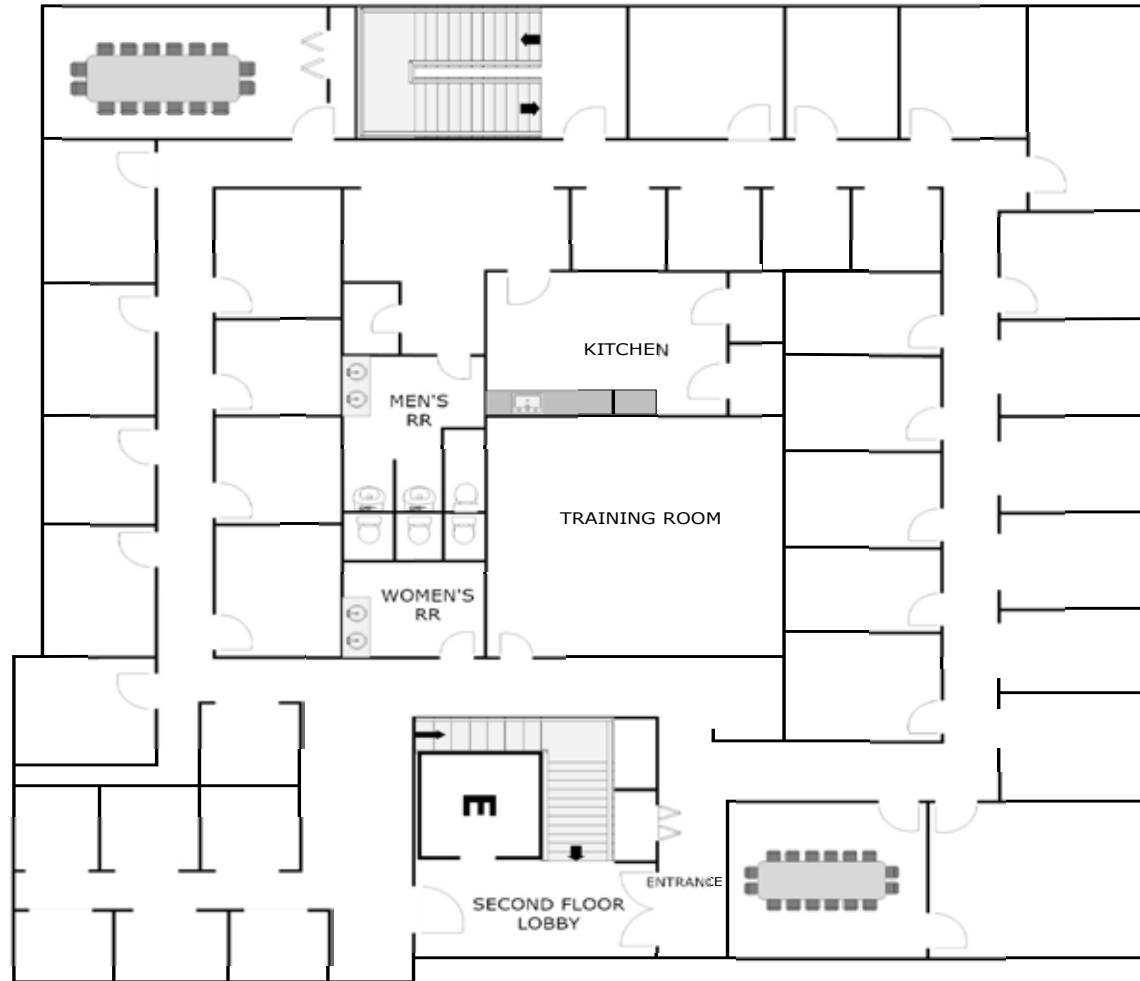 KITCHEN
MEN'S
RR
TRAINING ROOM
WOMEN'S
RR
E
ENTRANCE
SECOND FLOOR
LOBBY